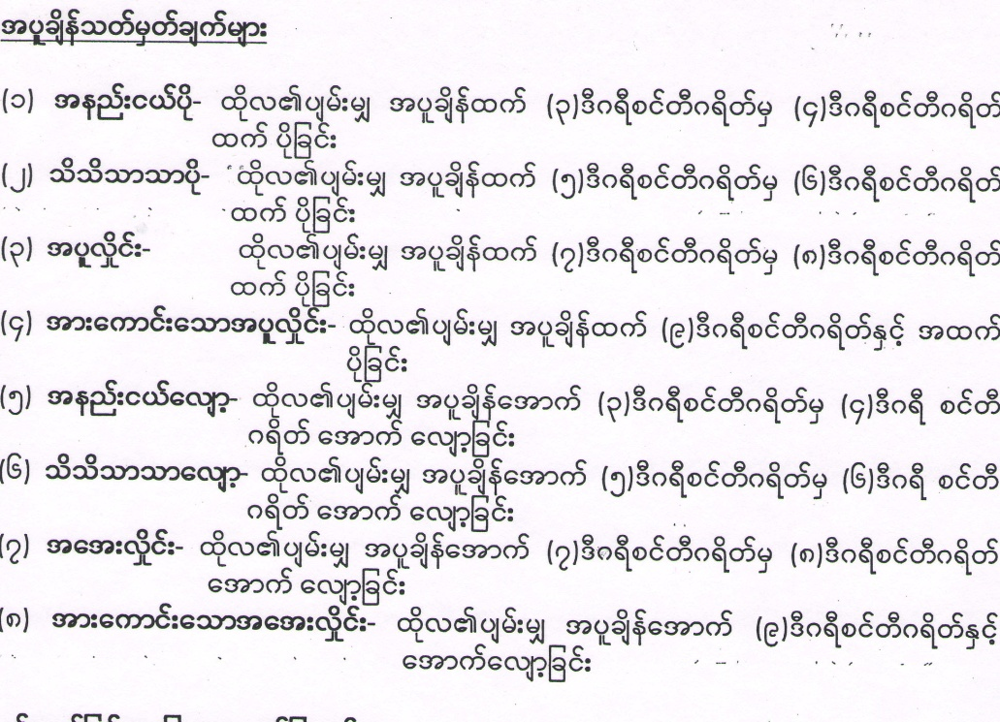 အပူချိန်သတ်မှတ်ချက်များ
(၁) အနည်းငယ်ပို- ထိုလ၏ပျမ်းမျှ အပူချိန်ထက် (၃)ဒီဂရီစင်တီဂရိတ်မှ (၄)ဒီဂရီစင်တီဂရိတ်
ထက် ပိုခြင်း
(၂) သိသိသာသာပို- ထိုလ၏ပျမ်းမျှ အပူချိန်ထက် (၅)ဒီဂရီစင်တီဂရိတ်မှ (၆)ဒီဂရီစင်တီဂရိတ်
ထက် ပိုခြင်း
(၃) အပူလှိုင်း- ထိုလ၏ပျမ်းမျှ အပူချိန်ထက် (၇)ဒီဂရီစင်တီဂရိတ်မှ (၈)ဒီဂရီစင်တီဂရိတ်
ထက် ပိုခြင်း
(၄) အားကောင်းသောအပူလှိုင်း- ထိုလ၏ပျမ်းမျှ အပူချိန်ထက် (၉)ဒီဂရီစင်တီဂရိတ်နှင့် အထက်
ပိုခြင်း
(၅) အနည်းငယ်လျော့- ထိုလ၏ပျမ်းမျှ အပူချိန်အောက် (၃)ဒီဂရီစင်တီဂရိတ်မှ (၄)ဒီဂရီ စင်တီ
ဂရိတ် အောက် လျော့ခြင်း
(၆) သိသိသာသာလျော့- ထိုလ၏ပျမ်းမျှ အပူချိန်အောက် (၅)ဒီဂရီစင်တီဂရိတ်မှ (၆)ဒီဂရီ စင်တီ
ဂရိတ် အောက် လျော့ခြင်း
(၇) အအေးလှိုင်း- ထိုလ၏ပျမ်းမျှ အပူချိန်အောက် (၇)ဒီဂရီစင်တီဂရိတ်မှ (၈)ဒီဂရီစင်တီဂရိတ်
အောက် လျော့ခြင်း
(၈) အားကောင်းသောအအေးလှိုင်း- ထိုလ၏ပျမ်းမျှ အပူချိန်အောက် (၉)ဒီဂရီစင်တီဂရိတ်နှင့်
အောက်လျော့ခြင်း